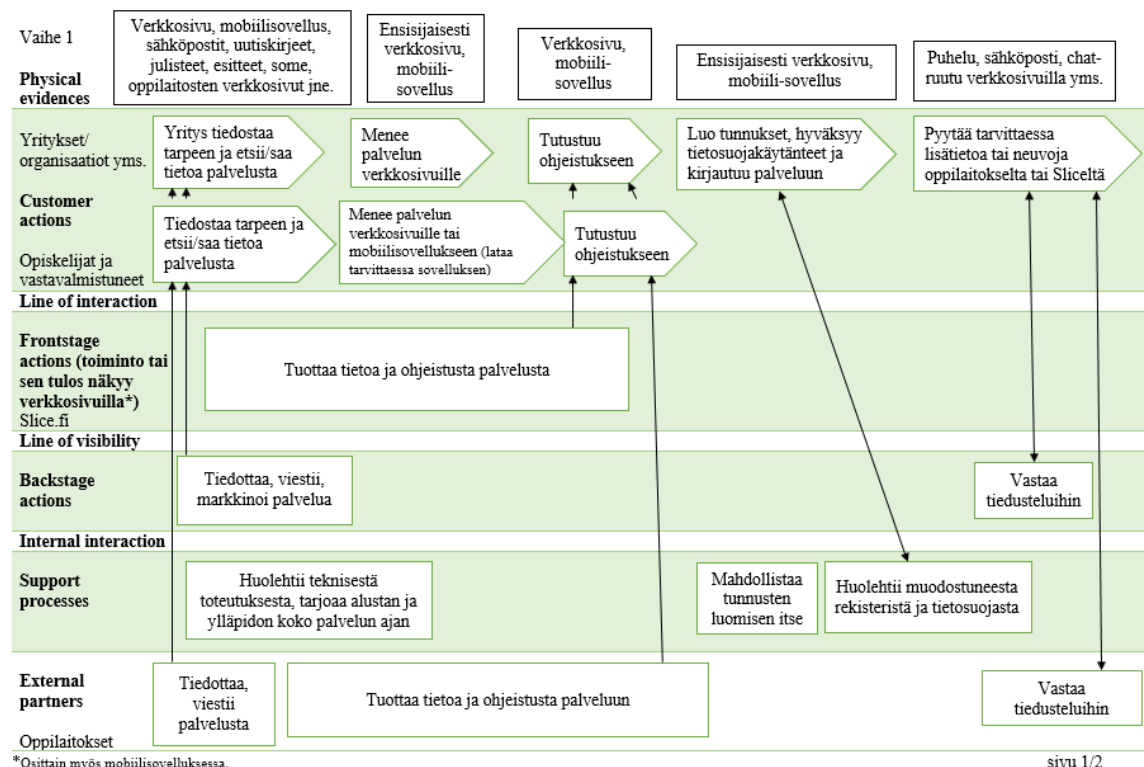 Vaihe 1
Physical
evidences
Verkkosivu, mobiilisovellus,
sähköpostit, uutiskirjeet,
julisteet, esitteet, some,
oppilaitosten verkkosivut jne.
Ensisijaisesti
verkkosivu,
mobiili-
sovellus
Verkkosivu,
mobiili-
sovellus
Ensisijaisesti verkkosivu,
mobiili-sovellus
Puhelu, sähköposti, chat-
ruutu verkkosivuilla yms.
Yritykset/
organisaatiot yms.
Yritys tiedostaa
tarpeen ja etsii/saa
tietoa palvelusta
Menee
palvelun
verkkosivuille
Tutustuu
ohjeistukseen
Luo tunnukset, hyväksyy
tietosuojakäytänteet ja
kirjautuu palveluun
Pyytää tarvittaessa
lisätietoa tai neuvoja
oppilaitokselta tai Sliceltä
Customer
actions
Opiskelijat ja
vastavalmistuneet
Tiedostaa tarpeen ja
etsii/saa tietoa
palvelusta
Menee palvelun
verkkosivuille tai
mobiilisovellukseen (lataa
tarvittaessa sovelluksen)
Tutustuu
ohjeistukseen
Line of interaction
Frontstage
actions (toiminto tai
sen tulos näkyy
verkkosivuilla*)
Slice.fi
Tuottaa tietoa ja ohjeistusta palvelusta
Line of visibility
Backstage
actions
Tiedottaa, viestii,
markkinoi palvelua
Vastaa
tiedusteluihin
Internal interaction
Support
processes
Huolehtii teknisestä
toteutuksesta, tarjoaa alustan ja
ylläpidon koko palvelun ajan
Mahdollistaa
tunnusten
luomisen itse
Huolehtii muodostuneesta
rekisteristä ja tietosuojasta
External
partners
Oppilaitokset
Tiedottaa,
viestii
palvelusta
Tuottaa tietoa ja ohjeistusta palveluun
Vastaa
tiedusteluihin
*Osittain myös mobiilisovelluksessa.
sivu 1/2